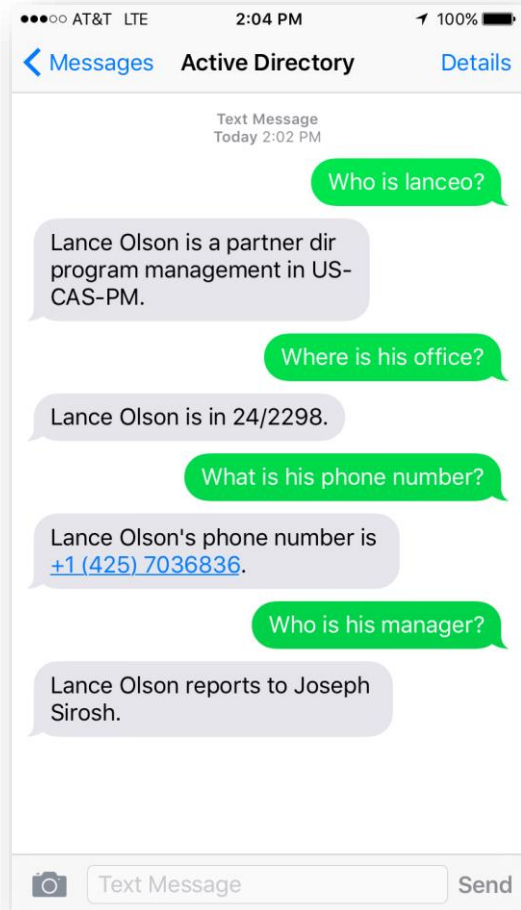 AT&T LTE 2:04 PM 100%
Messages Active Directory Details
Text Message
Today 2:02 PM
Who is lanceo?
Lance Olson is a partner dir
program management in US-
CAS-PM.
Where is his office?
Lance Olson is in 24/2298.
What is his phone number?
Lance Olson's phone number is
+1 (425) 7036836.
Who is his manager?
Lance Olson reports to Joseph
Sirosh.
Text Message Send